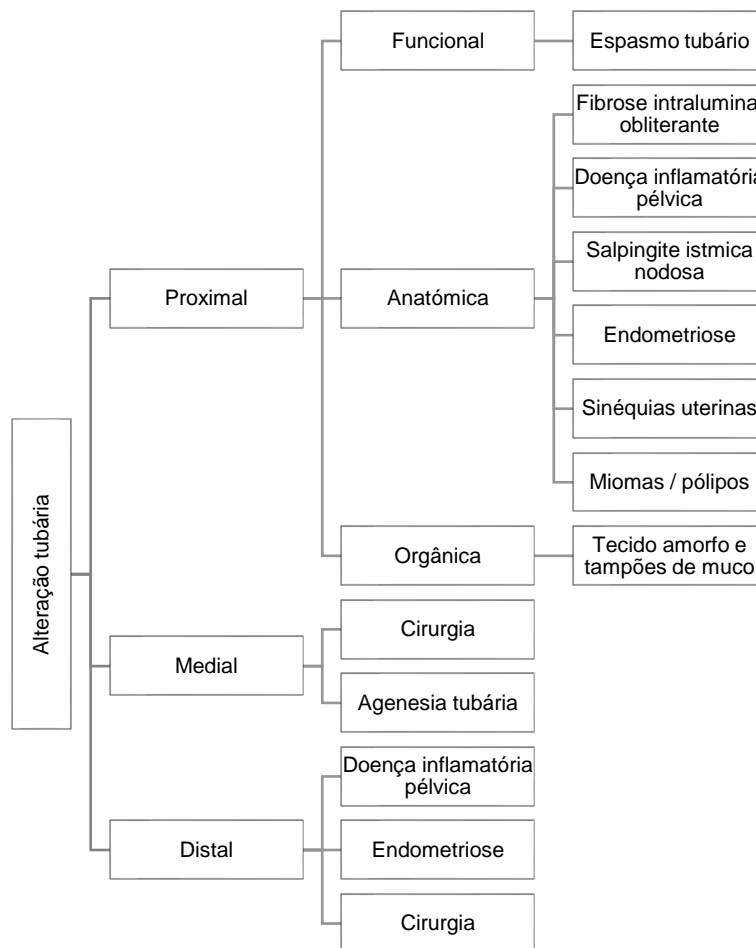 Funcional
Espasmo tubário
Fibrose intralumina
obliterante
Doença inflamatória
pélvica
Salpingite istmica
nodosa
Proximal
Anatómica
Endometriose
Sinéquias uterinas
Miomas / pólipos
Orgânica
Tecido amorfo e
tampões de muco
Alteração tubária
Medial
Cirurgia
Agenesia tubária
Distal
Doença inflamatória
pélvica
Endometriose
Cirurgia